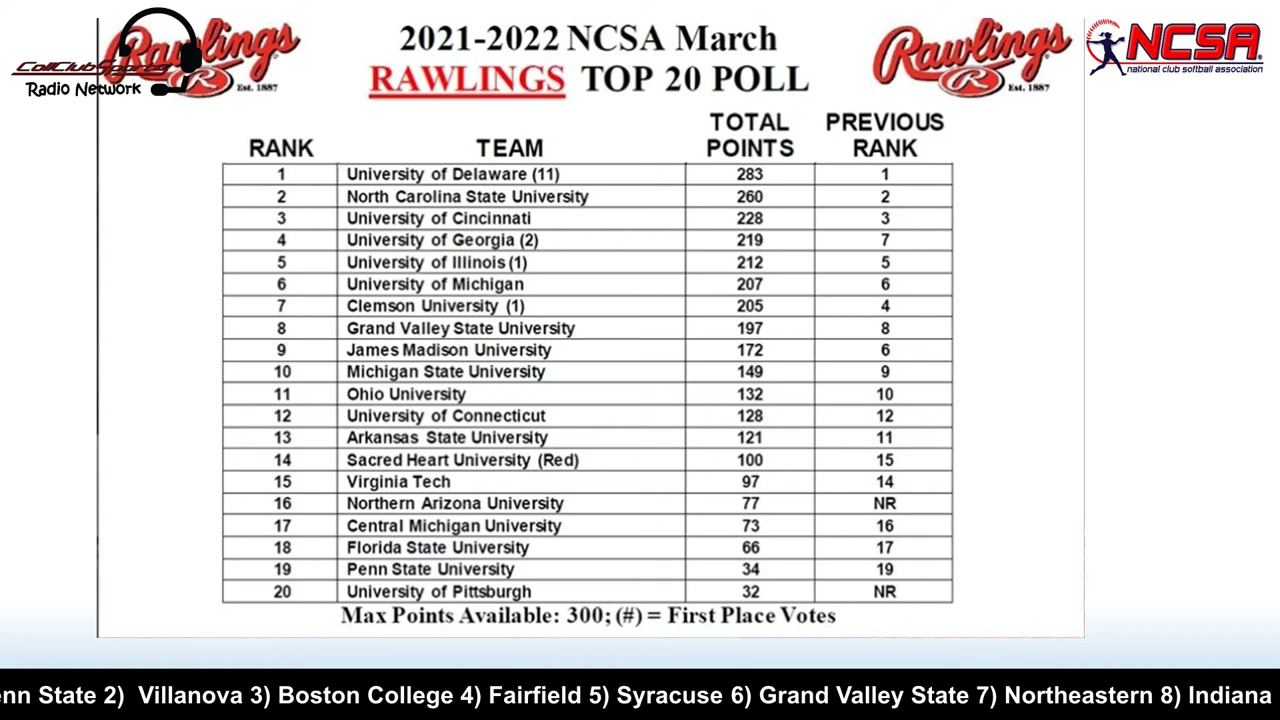 2021-2022 NCSA March
RAWLINGS TOP 20 POLL
Rawlings
R
Est. 1887
CollClubSports
Radio Network
Rawlings
R
Est. 1887
NCSA
national club softball association
RANK TEAM TOTAL POINTS PREVIOUS RANK
1 University of Delaware (11) 283 1
2 North Carolina State University 260 2
3 University of Cincinnati 228 3
4 University of Georgia (2) 219 7
5 University of Illinois (1) 212 5
6 University of Michigan 207 6
7 Clemson University (1) 205 4
8 Grand Valley State University 197 8
9 James Madison University 172 6
10 Michigan State University 149 9
11 Ohio University 132 10
12 University of Connecticut 128 12
13 Arkansas State University 121 11
14 Sacred Heart University (Red) 100 15
15 Virginia Tech 97 14
16 Northern Arizona University 77 NR
17 Central Michigan University 73 16
18 Florida State University 66 17
19 Penn State University 34 19
20 University of Pittsburgh 32 NR
Max Points Available: 300; (#) = First Place Votes
enn State 2) Villanova 3) Boston College 4) Fairfield 5) Syracuse 6) Grand Valley State 7) Northeastern 8) Indiana